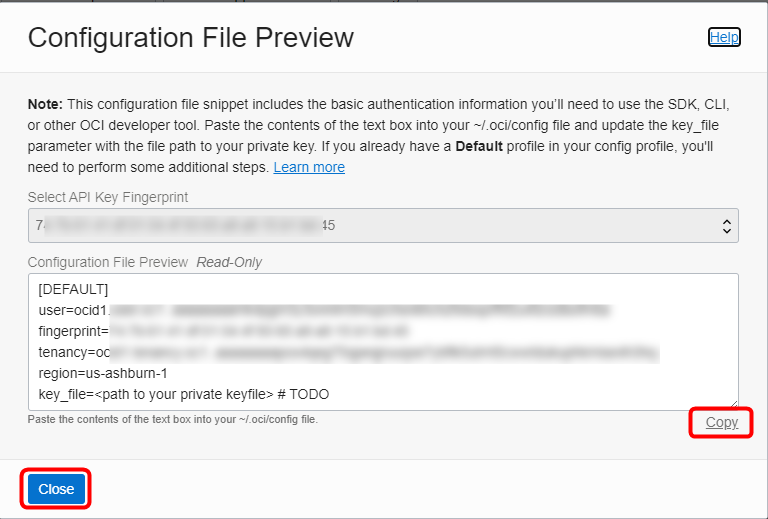 Configuration File Preview
Help
Note: This configuration file snippet includes the basic authentication information you'll need to use the SDK, CLI,
or other OCI developer tool. Paste the contents of the text box into your ~/.oci/config file and update the key_file
parameter with the file path to your private key. If you already have a Default profile in your config profile, you'll
need to perform some additional steps. Learn more
Select API Key Fingerprint
74 45
Configuration File Preview Read-Only
[DEFAULT]
user=ocid1.
fingerprint=
tenancy=oc
region=us-ashburn-1
key_file=<path to your private keyfile> # TODO
Paste the contents of the text box into your ~/.oci/config file.
Copy
Close